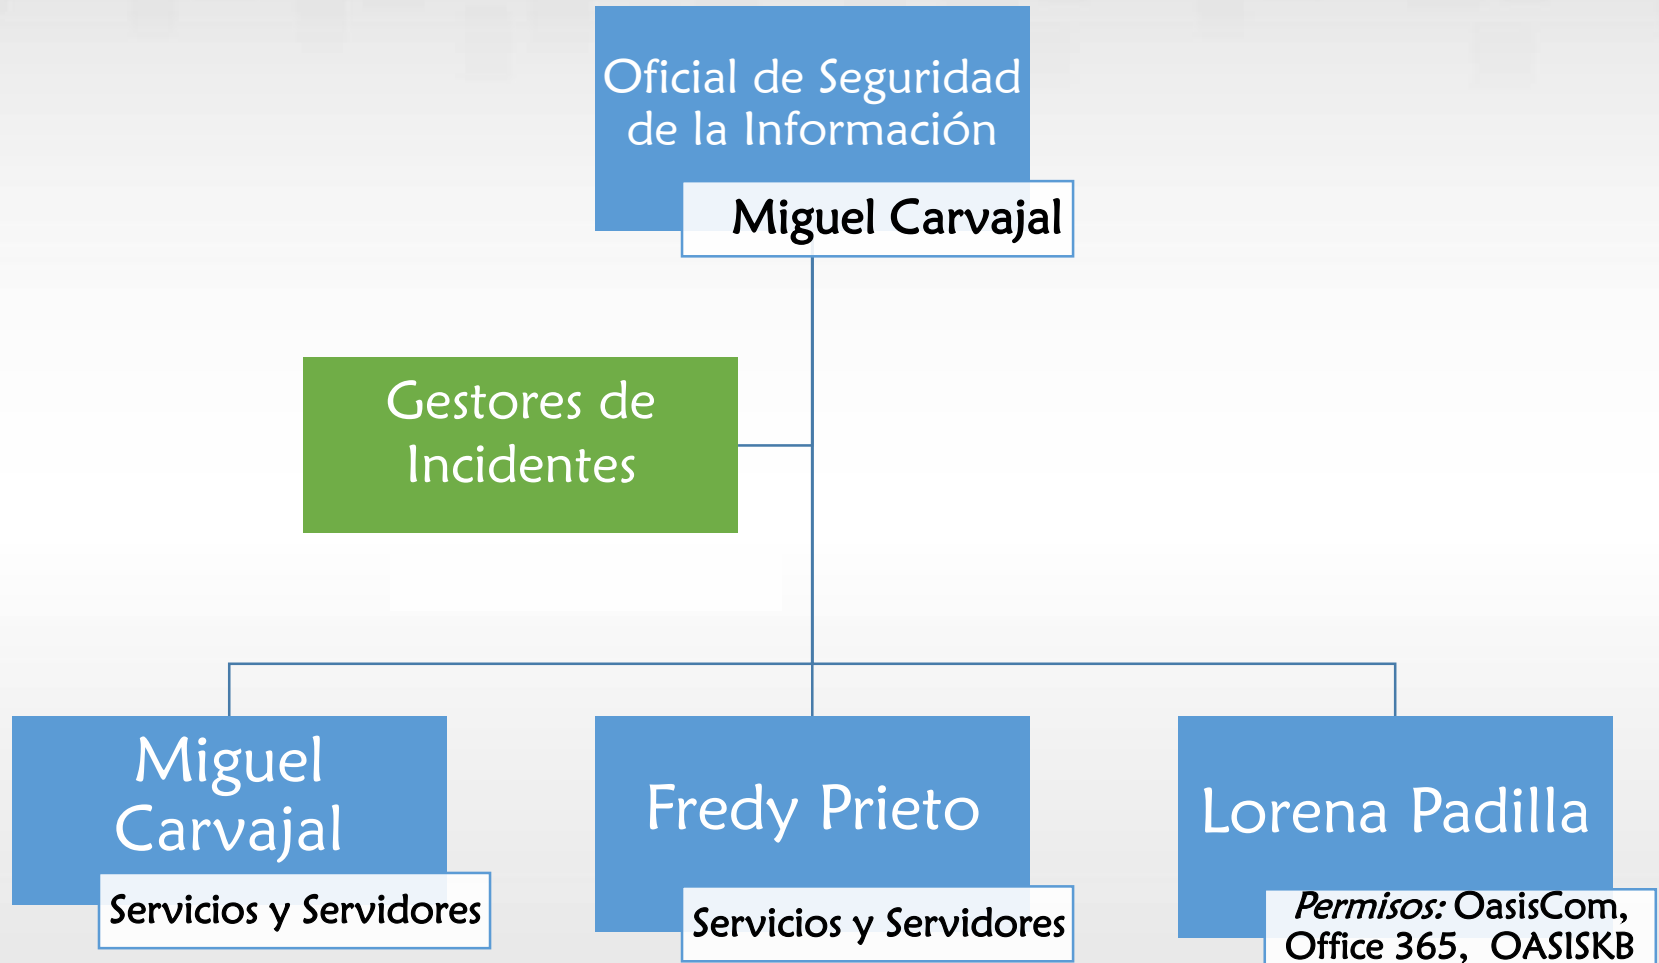 Oficial de Seguridad
de la Información
Miguel Carvajal
Gestores de
Incidentes
Miguel
Carvajal
Servicios y Servidores
Fredy Prieto
Servicios y Servidores
Lorena Padilla
Permisos: OasisCom,
Office 365, OASISKB